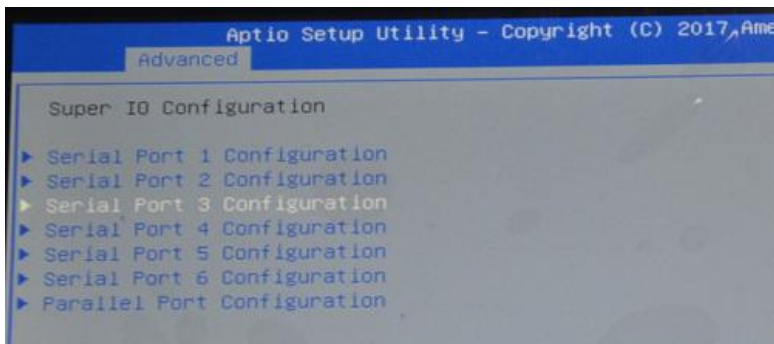 Aptio Setup Utility – Copyright (C) 2017 Ame
Advanced
Super IO Configuration
Serial Port 1 Configuration
Serial Port 2 Configuration
Serial Port 3 Configuration
Serial Port 4 Configuration
Serial Port 5 Configuration
Serial Port 6 Configuration
Parallel Port Configuration